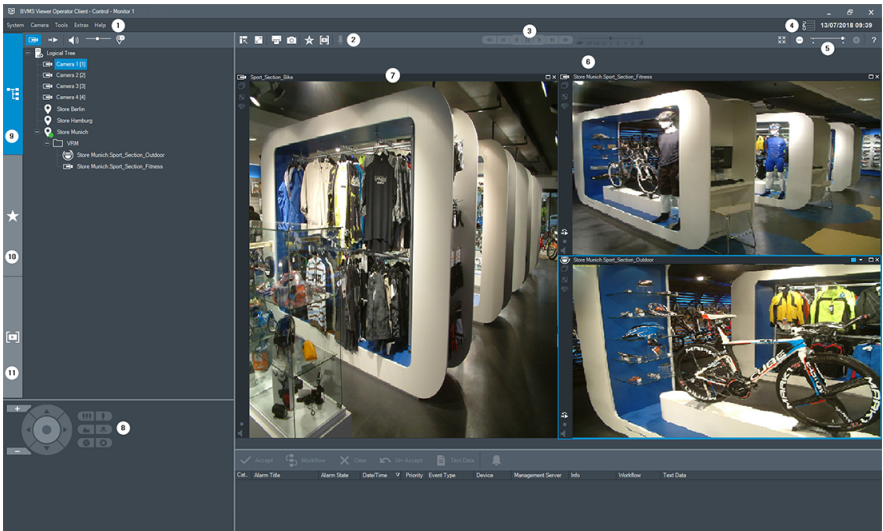 BVMS Viewer Operator Client - Control - Monitor 1
System Camera Tools Extras Help 1
4 13/07/2018 09:39
2
3
5
?
Logical Tree
Camera 1 [1]
Camera 2 [2]
Camera 3 [3]
Camera 4 [4]
Store Berlin
Store Hamburg
Store Munich
VRM
Store Munich.Sport_Section_Outdoor
Store Munich.Sport_Section_Fitness
9
10
11
8
6
7
Sport_Section_Bike
Store Munich Sport_Section_Fitness
Store Munich Sport_Section_Outdoor
CUBE
Accept Workflow Clear Un-Accept Text Data
Cat.. Alarm Title Alarm State Date/Time Priority Event Type Device Management Server Info Workflow Text Data